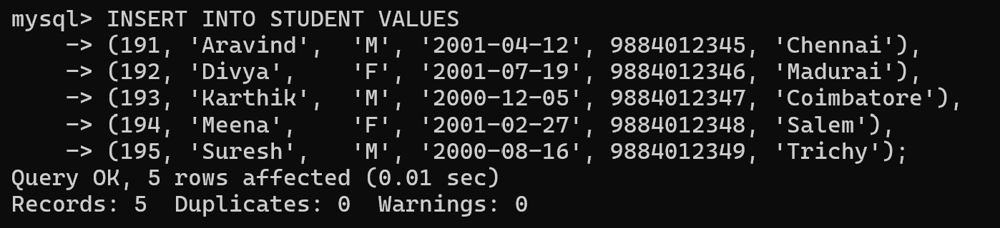 mysql> INSERT INTO STUDENT VALUES
    -> (191, 'Aravind',  'M', '2001-04-12', 9884012345, 'Chennai'),
    -> (192, 'Divya',    'F', '2001-07-19', 9884012346, 'Madurai'),
    -> (193, 'Karthik',  'M', '2000-12-05', 9884012347, 'Coimbatore'),
    -> (194, 'Meena',    'F', '2001-02-27', 9884012348, 'Salem'),
    -> (195, 'Suresh',   'M', '2000-08-16', 9884012349, 'Trichy');
Query OK, 5 rows affected (0.01 sec)
Records: 5  Duplicates: 0  Warnings: 0